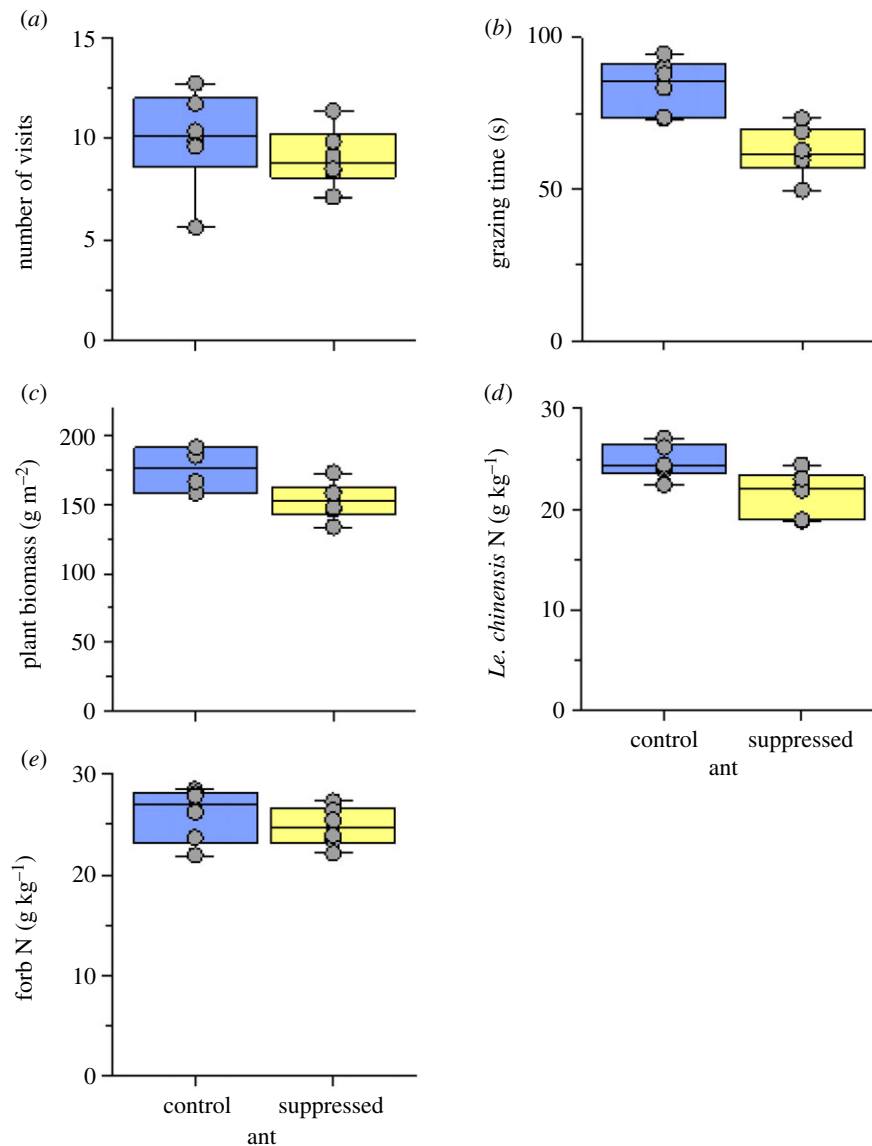 (a)
15
10
5
0
number of visits
(b)
100
50
0
grazing time (s)
(c)
200
150
100
50
0
plant biomass (g m⁻²)
(d)
30
20
10
0
Le. chinensis N (g kg⁻¹)
control suppressed
ant
(e)
30
20
10
0
forb N (g kg⁻¹)
control suppressed
ant